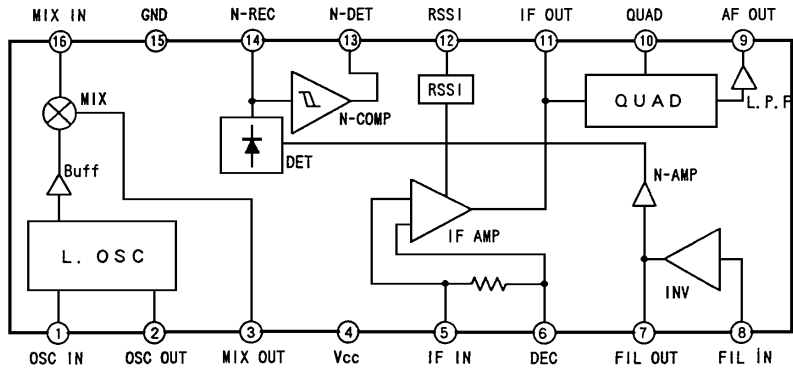 MIX IN GND N-REC N-DET RSSI IF OUT QUAD AF OUT
16 15 14 13 12 11 10 9
MIX
N-COMP
RSSI
QUAD
L.P.F
DET
Buff
N-AMP
IF AMP
L. OSC
INV
1 2 3 4 5 6 7 8
OSC IN OSC OUT MIX OUT Vcc IF IN DEC FIL OUT FIL IN